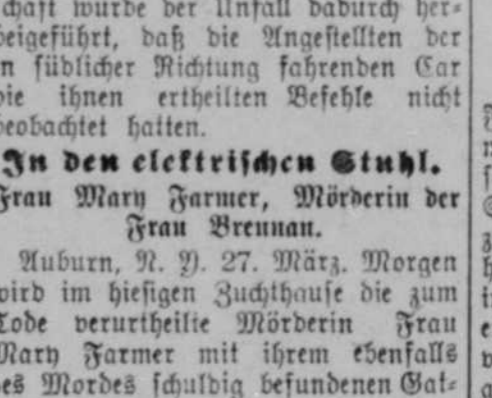 schaft wurde der Unfall dadurch her=
beigeführt, daß die Angestellten der
in südlicher Richtung fahrenden Car
die ihnen ertheilten Befehle nicht
beobachtet hatten.
In den elektrischen Stuhl.
Frau Mary Farmer, Mörderin der
Frau Brennan.
Auburn, N. Y. 27. März. Morgen
wird im hiesigen Zuchthause die zum
Tode verurtheilte Mörderin Frau
Mary Farmer mit ihrem ebenfalls
des Mordes schuldig befundenen Gat=